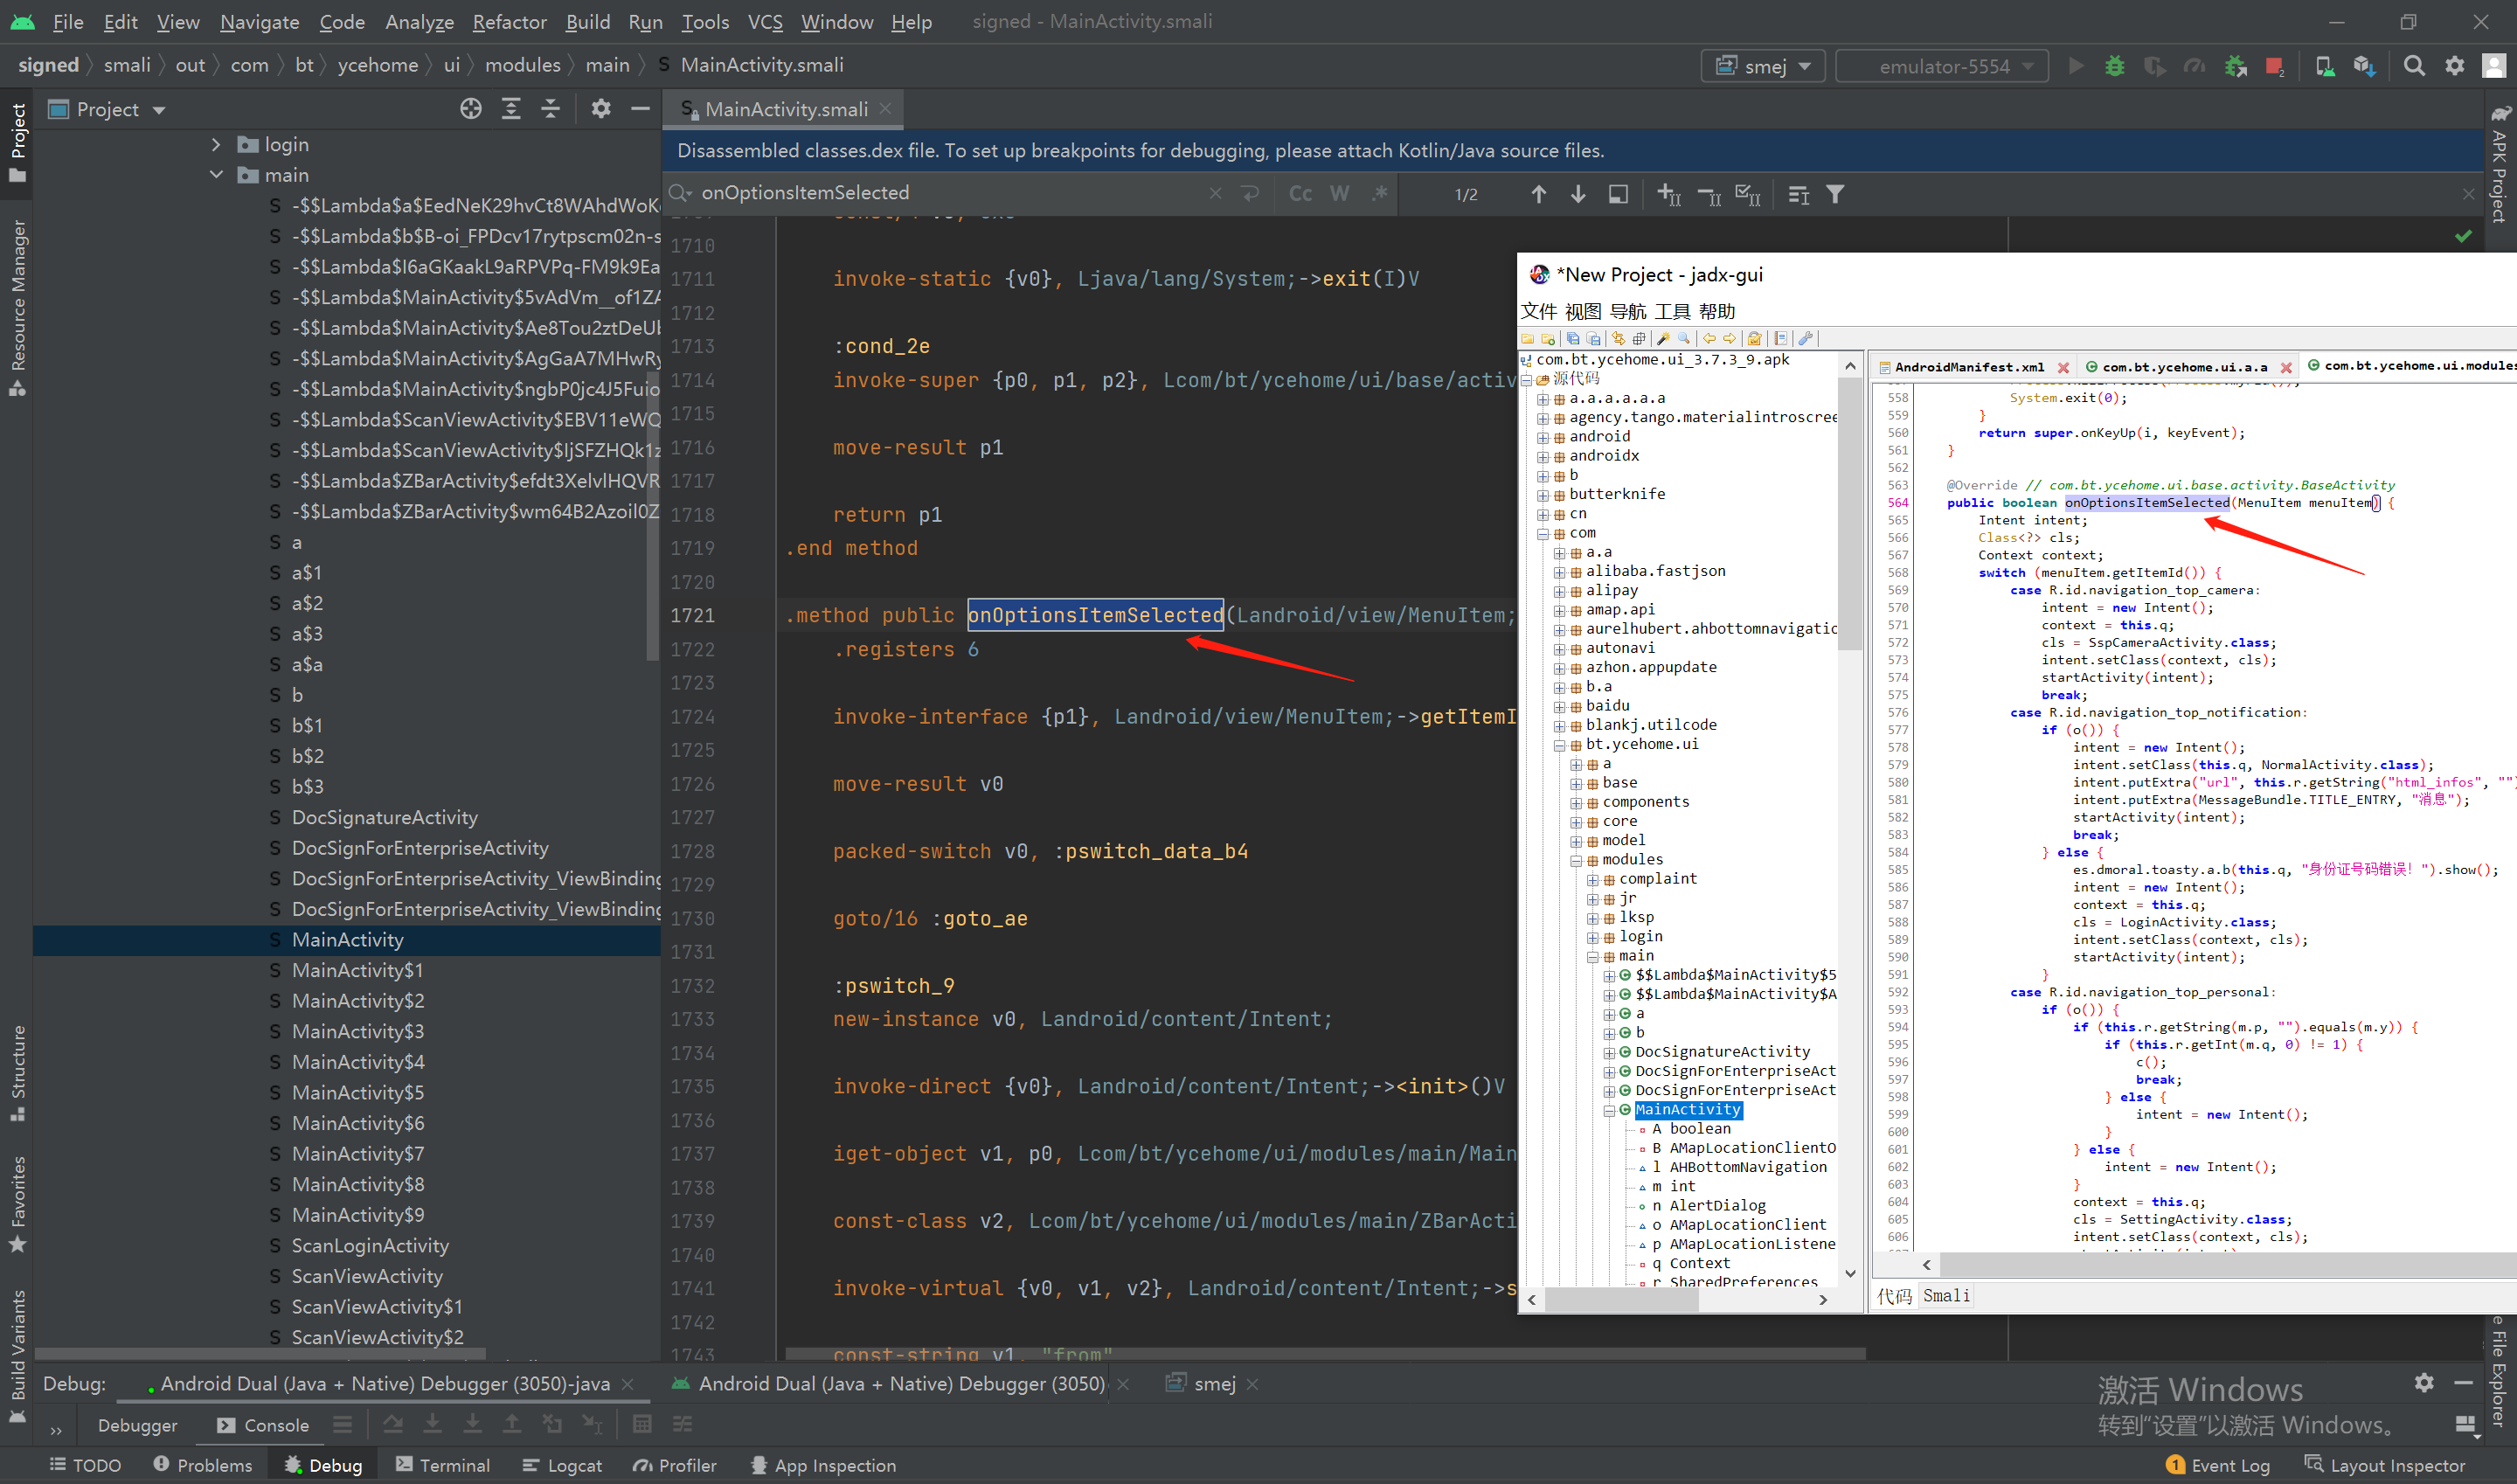 File Edit View Navigate Code Analyze Refactor Build Run Tools VCS Window Help signed - MainActivity.smali
signed smali out com bt ycehome ui modules main MainActivity.smali smej emulator-5554
Project
MainActivity.smali
Disassembled classes.dex file. To set up breakpoints for debugging, please attach Kotlin/Java source files.
onOptionsItemSelected Cc W .* 1/2
Project
Resource Manager
Structure
Favorites
Build Variants
APK Project
login
main
-$$Lambda$a$EedNeK29hvCt8WAhdWoK
-$$Lambda$b$B-oi_FPDcv17rytpscm02n-s
-$$Lambda$I6aGKaakL9aRPVPq-FM9k9Ea
-$$Lambda$MainActivity$5vAdVm__of1ZA
-$$Lambda$MainActivity$Ae8Tou2ztDeUb
-$$Lambda$MainActivity$AgGaA7MHwRy
-$$Lambda$MainActivity$ngbP0jc4J5Fuio
-$$Lambda$ScanViewActivity$EBV11eWQ
-$$Lambda$ScanViewActivity$ljSFZHQk1z
-$$Lambda$ZBarActivity$efdt3XelvlHQVR
-$$Lambda$ZBarActivity$wm64B2Azoil0Z
a
a$1
a$2
a$3
a$a
b
b$1
b$2
b$3
DocSignatureActivity
DocSignForEnterpriseActivity
DocSignForEnterpriseActivity_ViewBinding
DocSignForEnterpriseActivity_ViewBinding
MainActivity
MainActivity$1
MainActivity$2
MainActivity$3
MainActivity$4
MainActivity$5
MainActivity$6
MainActivity$7
MainActivity$8
MainActivity$9
ScanLoginActivity
ScanViewActivity
ScanViewActivity$1
ScanViewActivity$2
1710
1711 invoke-static {v0}, Ljava/lang/System;->exit(I)V
1712
1713 :cond_2e
1714 invoke-super {p0, p1, p2}, Lcom/bt/ycehome/ui/base/activ
1715
1716 move-result p1
1717
1718 return p1
1719 .end method
1720
1721 .method public onOptionsItemSelected(Landroid/view/MenuItem;
1722 .registers 6
1723
1724 invoke-interface {p1}, Landroid/view/MenuItem;->getItemI
1725
1726 move-result v0
1727
1728 packed-switch v0, :pswitch_data_b4
1729
1730 goto/16 :goto_ae
1731
1732 :pswitch_9
1733 new-instance v0, Landroid/content/Intent;
1734
1735 invoke-direct {v0}, Landroid/content/Intent;-><init>()V
1736
1737 iget-object v1, p0, Lcom/bt/ycehome/ui/modules/main/Main
1738
1739 const-class v2, Lcom/bt/ycehome/ui/modules/main/ZBarActi
1740
1741 invoke-virtual {v0, v1, v2}, Landroid/content/Intent;->s
1742
1743 const-string v1, "from"
*New Project - jadx-gui
文件 视图 导航 工具 帮助
com.bt.ycehome.ui_3.7.3_9.apk
源代码
a.a.a.a.a.a
agency.tango.materialintroscree
android
androidx
b
butterknife
cn
com
a.a
alibaba.fastjson
alipay
amap.api
aurelhubert.ahbottomnavigatic
autonavi
azhon.appupdate
b.a
baidu
blankj.utilcode
bt.ycehome.ui
a
base
components
core
model
modules
complaint
jr
lksp
login
main
$$Lambda$MainActivity$5
$$Lambda$MainActivity$A
a
b
DocSignatureActivity
DocSignForEnterpriseAct
DocSignForEnterpriseAct
MainActivity
A boolean
B AMapLocationClientO
l AHBottomNavigation
m int
n AlertDialog
o AMapLocationClient
p AMapLocationListene
q Context
r SharedPreferences
AndroidManifest.xml com.bt.ycehome.ui.a.a com.bt.ycehome.ui.modules
558 System.exit(0);
559 }
560 return super.onKeyUp(i, keyEvent);
561 }
562
563 @Override // com.bt.ycehome.ui.base.activity.BaseActivity
564 public boolean onOptionsItemSelected(MenuItem menuItem) {
565 Intent intent;
566 Class<?> cls;
567 Context context;
568 switch (menuItem.getItemId()) {
569 case R.id.navigation_top_camera:
570 intent = new Intent();
571 context = this.q;
572 cls = SspCameraActivity.class;
573 intent.setClass(context, cls);
574 startActivity(intent);
575 break;
576 case R.id.navigation_top_notification:
577 if (o()) {
578 intent = new Intent();
579 intent.setClass(this.q, NormalActivity.class);
580 intent.putExtra("url", this.r.getString("html_infos", "")
581 intent.putExtra(MessageBundle.TITLE_ENTRY, "消息");
582 startActivity(intent);
583 break;
584 } else {
585 es.dmoral.toasty.a.b(this.q, "身份证号码错误！").show();
586 intent = new Intent();
587 context = this.q;
588 cls = LoginActivity.class;
589 intent.setClass(context, cls);
590 startActivity(intent);
591 }
592 case R.id.navigation_top_personal:
593 if (o()) {
594 if (this.r.getString(m.p, "").equals(m.y)) {
595 if (this.r.getInt(m.q, 0) != 1) {
596 c();
597 break;
598 } else {
599 intent = new Intent();
600 }
601 } else {
602 intent = new Intent();
603 }
604 context = this.q;
605 cls = SettingActivity.class;
606 intent.setClass(context, cls);
代码 Smali
Debug: Android Dual (Java + Native) Debugger (3050)-java Android Dual (Java + Native) Debugger (3050) smej
Debugger Console
激活 Windows
转到“设置”以激活 Windows。
e File Explorer
TODO Problems Debug Terminal Logcat Profiler App Inspection 1 Event Log Layout Inspector